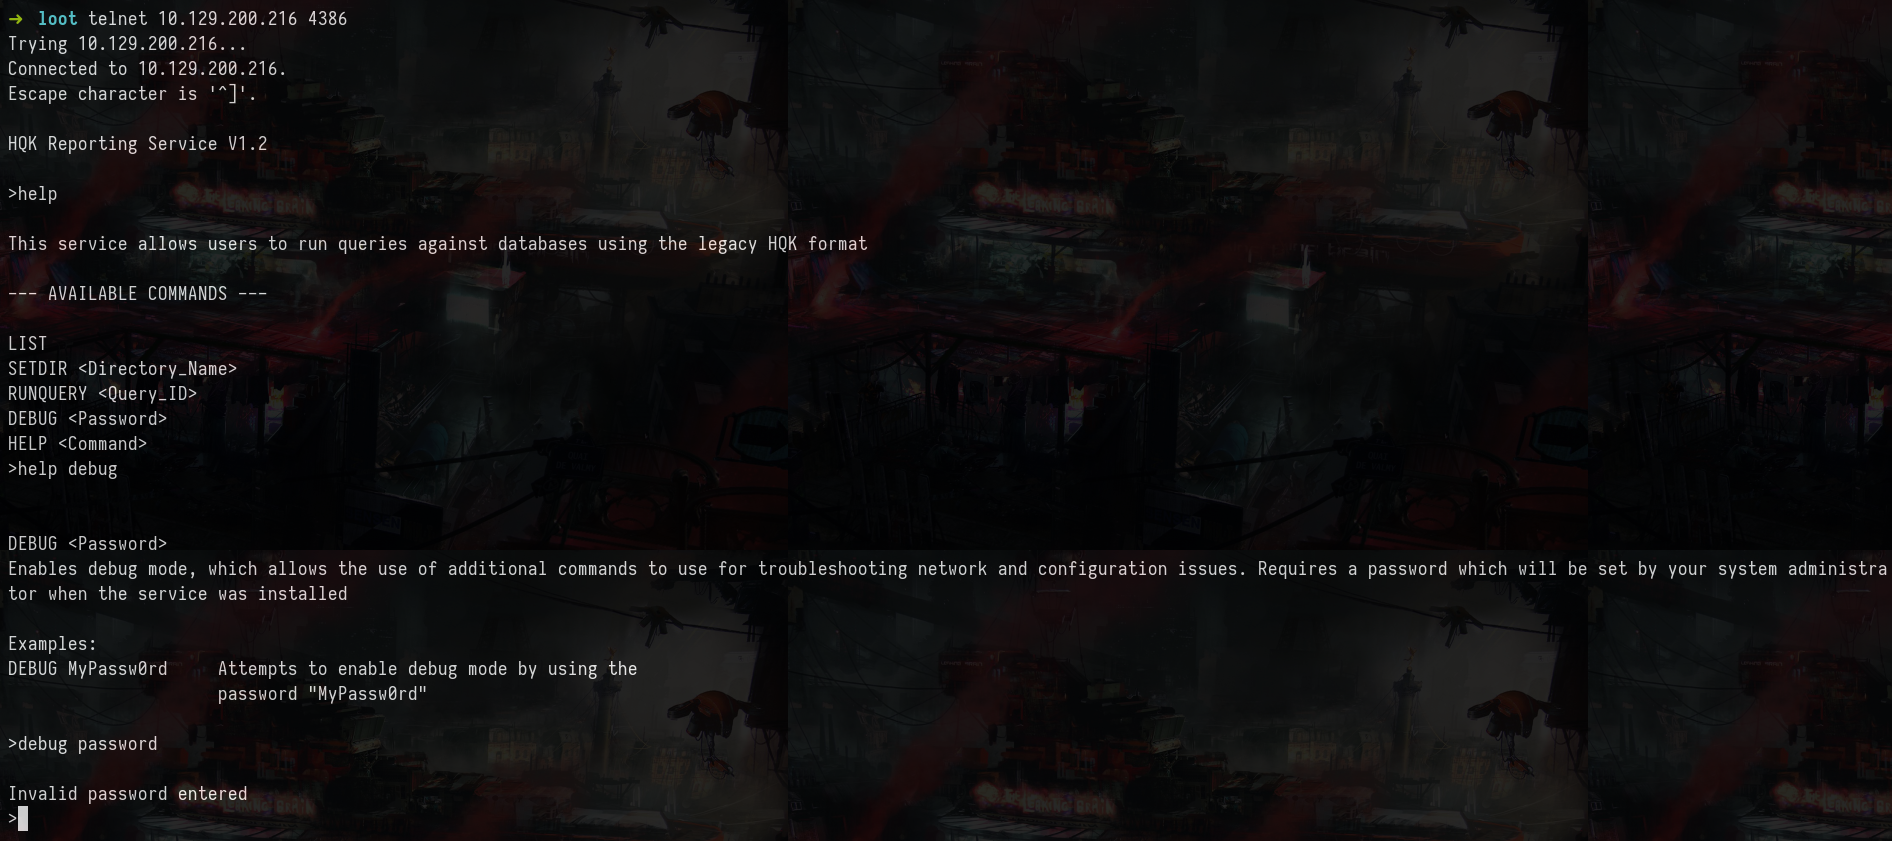 → loot telnet 10.129.200.216 4386
Trying 10.129.200.216...
Connected to 10.129.200.216.
Escape character is '^]'.
HQK Reporting Service V1.2
>help
This service allows users to run queries against databases using the legacy HQK format
--- AVAILABLE COMMANDS ---
LIST
SETDIR <Directory_Name>
RUNQUERY <Query_ID>
DEBUG <Password>
HELP <Command>
>help debug
DEBUG <Password>
Enables debug mode, which allows the use of additional commands to use for troubleshooting network and configuration issues. Requires a password which will be set by your system administra
tor when the service was installed
Examples:
DEBUG MyPassw0rd     Attempts to enable debug mode by using the
                     password "MyPassw0rd"
>debug password
Invalid password entered
>